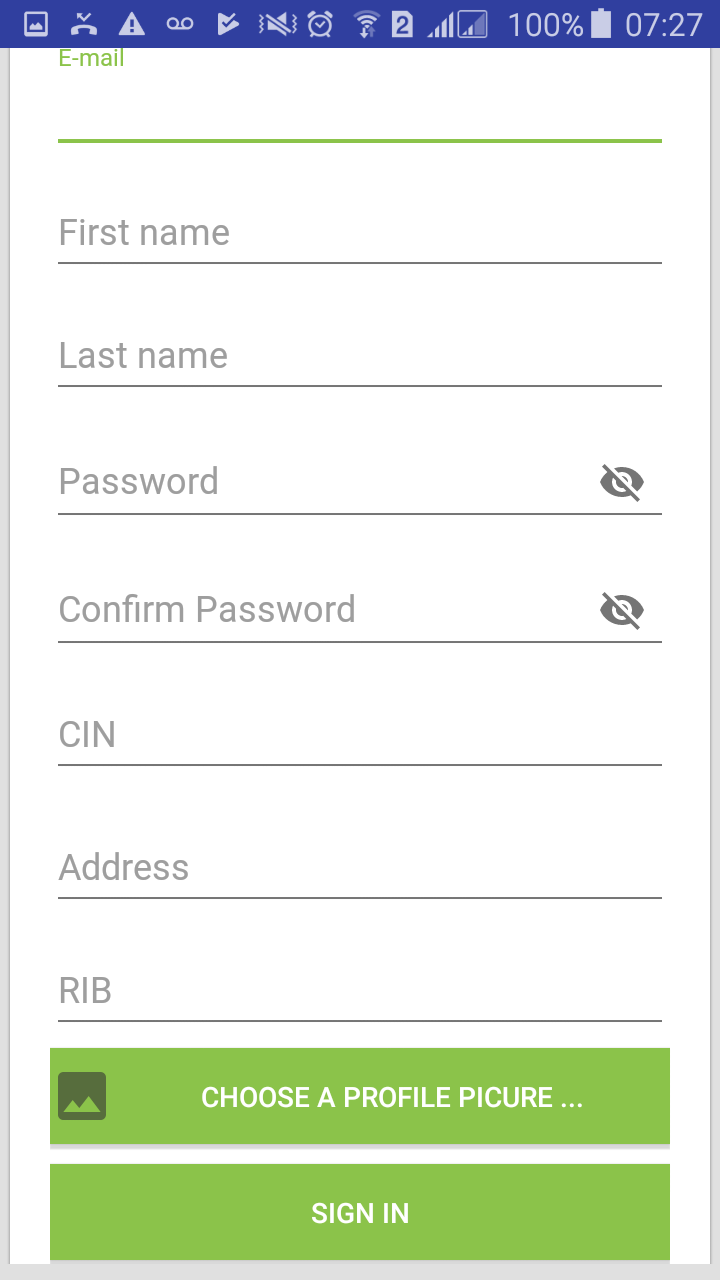 2 100% 07:27
E-mail
First name
Last name
Password
Confirm Password
CIN
Address
RIB
CHOOSE A PROFILE PICURE ...
SIGN IN